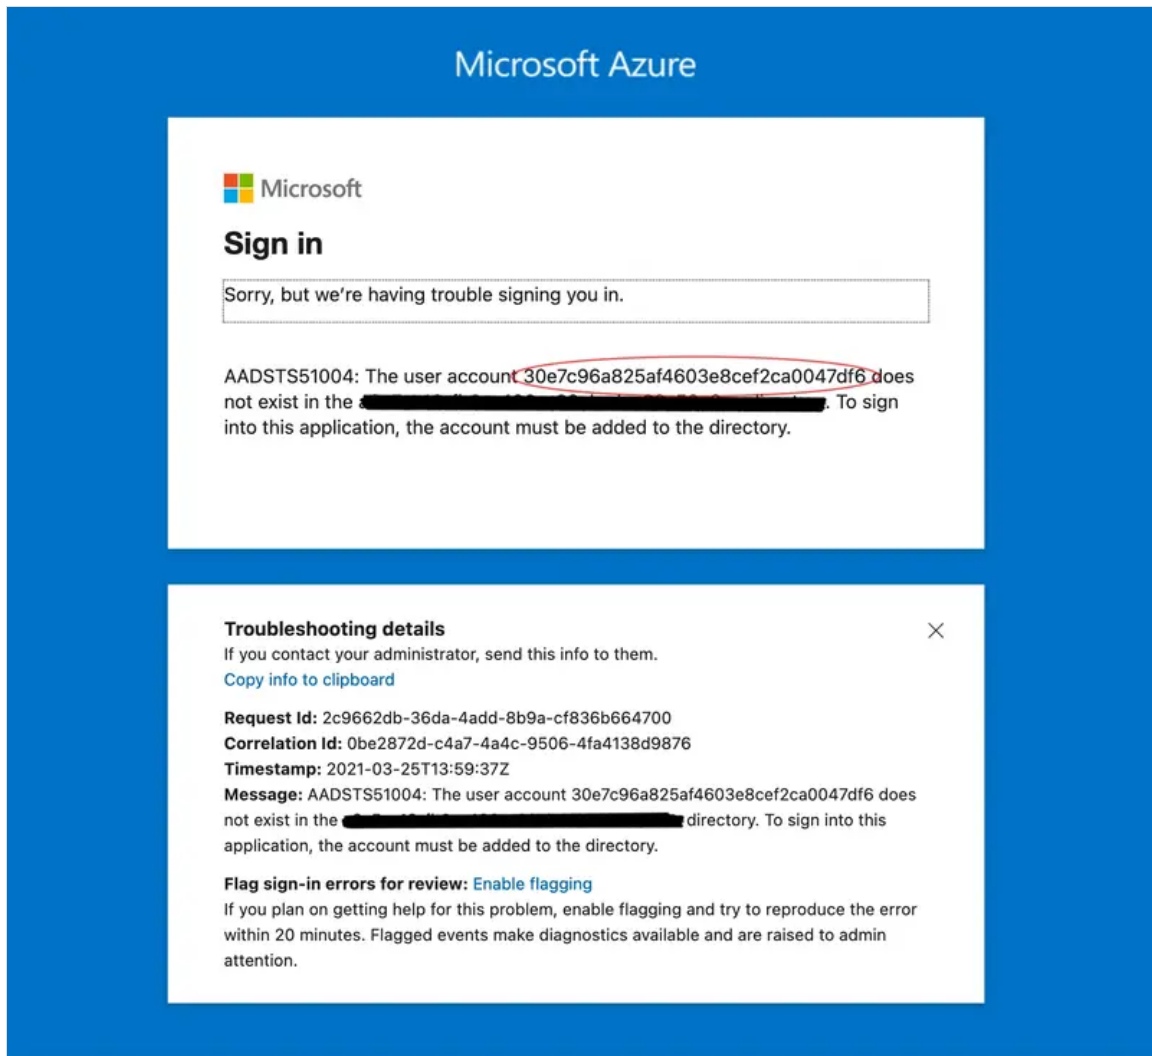 Microsoft Azure
Microsoft
Sign in
Sorry, but we're having trouble signing you in.
AADSTS51004: The user account 30e7c96a825af4603e8cef2ca0047df6 does
not exist in the . To sign
into this application, the account must be added to the directory.
Troubleshooting details
If you contact your administrator, send this info to them.
Copy info to clipboard
Request Id: 2c9662db-36da-4add-8b9a-cf836b664700
Correlation Id: 0be2872d-c4a7-4a4c-9506-4fa4138d9876
Timestamp: 2021-03-25T13:59:37Z
Message: AADSTS51004: The user account 30e7c96a825af4603e8cef2ca0047df6 does
not exist in the directory. To sign into this
application, the account must be added to the directory.
Flag sign-in errors for review: Enable flagging
If you plan on getting help for this problem, enable flagging and try to reproduce the error
within 20 minutes. Flagged events make diagnostics available and are raised to admin
attention.